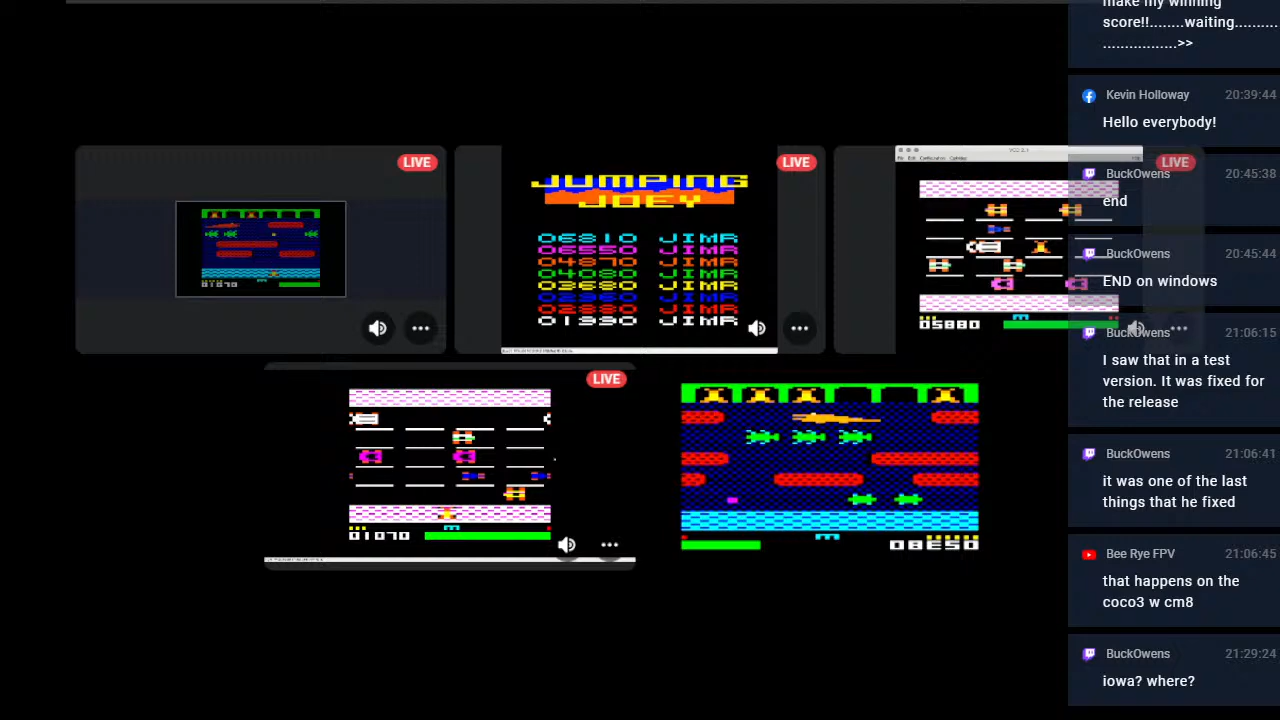 make my winning
score!!........waiting..........
..................>>
Kevin Holloway 20:39:44
Hello everybody!
BuckOwens 20:45:38
end
BuckOwens 20:45:44
END on windows
BuckOwens 21:06:15
I saw that in a test
version. It was fixed for
the release
BuckOwens 21:06:41
it was one of the last
things that he fixed
Bee Rye FPV 21:06:45
that happens on the
coco3 w cm8
BuckOwens 21:29:24
iowa? where?
LIVE
01070
LIVE
JUMPING
JOEY
06810 JIMR
06550 JIMR
04870 JIMR
04080 JIMR
03680 JIMR
02960 JIMR
02880 JIMR
01990 JIMR
LIVE
05880
LIVE
01070